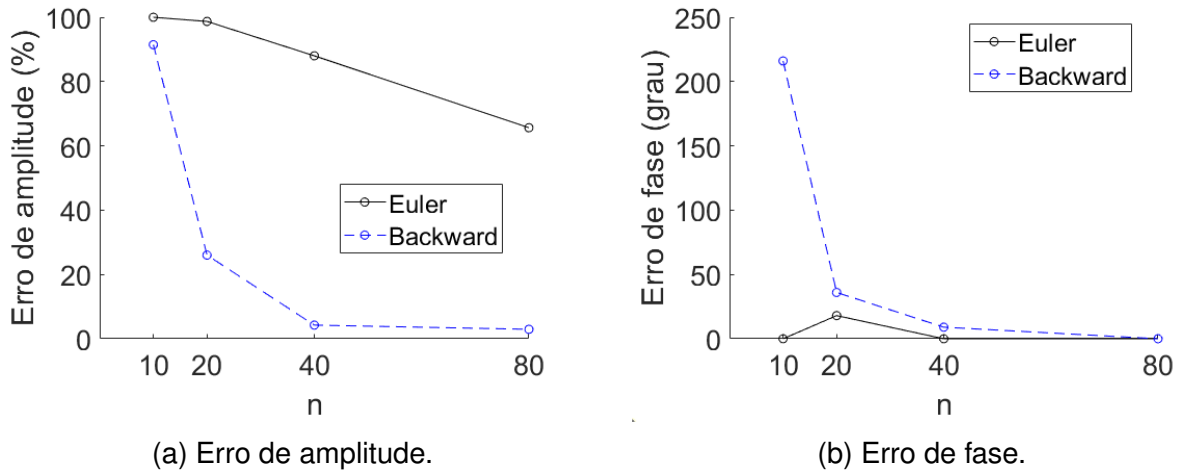 Erro de amplitude (%)
100
80
60
40
20
0
Euler
Backward
10 20 40 80
n
(a) Erro de amplitude.
Erro de fase (grau)
250
200
150
100
50
0
Euler
Backward
10 20 40 80
n
(b) Erro de fase.